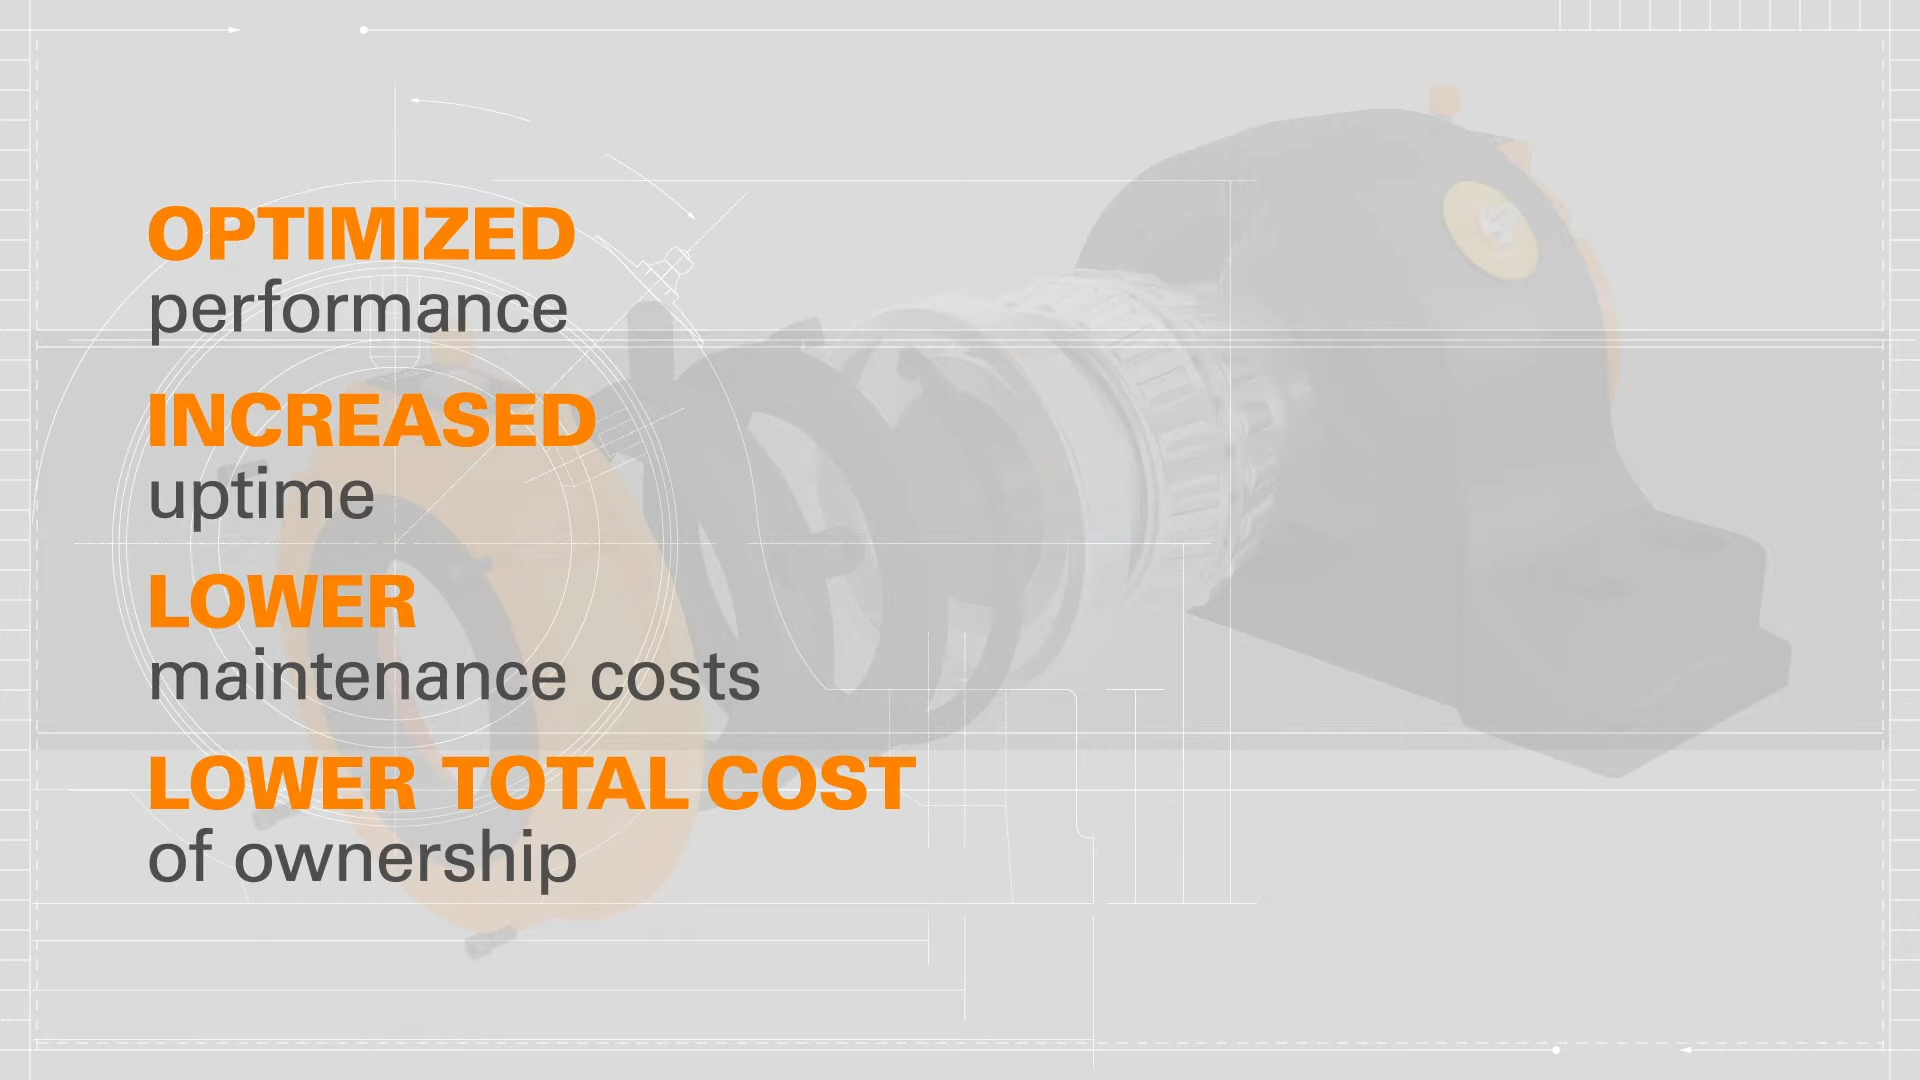 OPTIMIZED
performance
INCREASED
uptime
LOWER
maintenance costs
LOWER TOTAL COST
of ownership